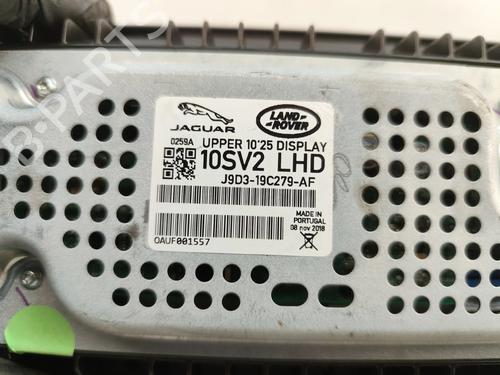 JAGUAR
LAND-
ROVER
0259A
UPPER 10'25 DISPLAY
10SV2 LHD
J9D3-19C279-AF
MADE IN
PORTUGAL
08 nov 2018
OAUF001557
B-PARTS